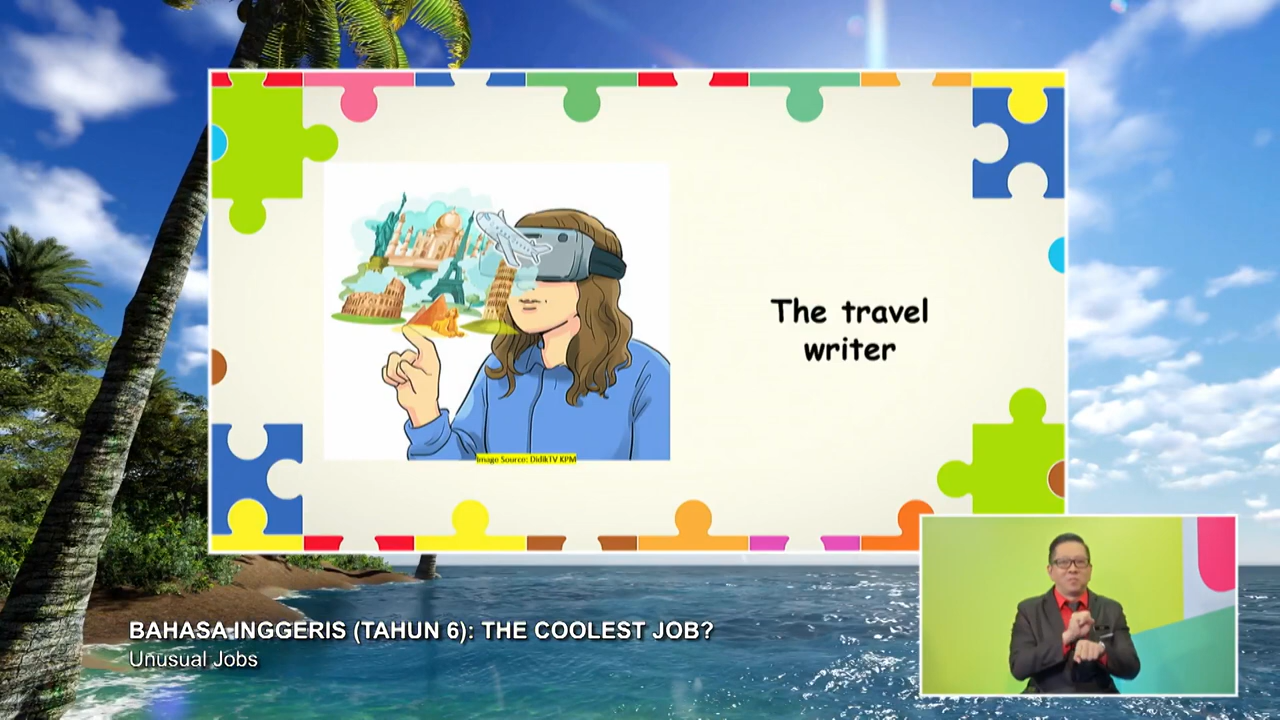 The travel
writer
Image Source: DidikTV KPM
BAHASA INGGERIS (TAHUN 6): THE COOLEST JOB?
Unusual Jobs